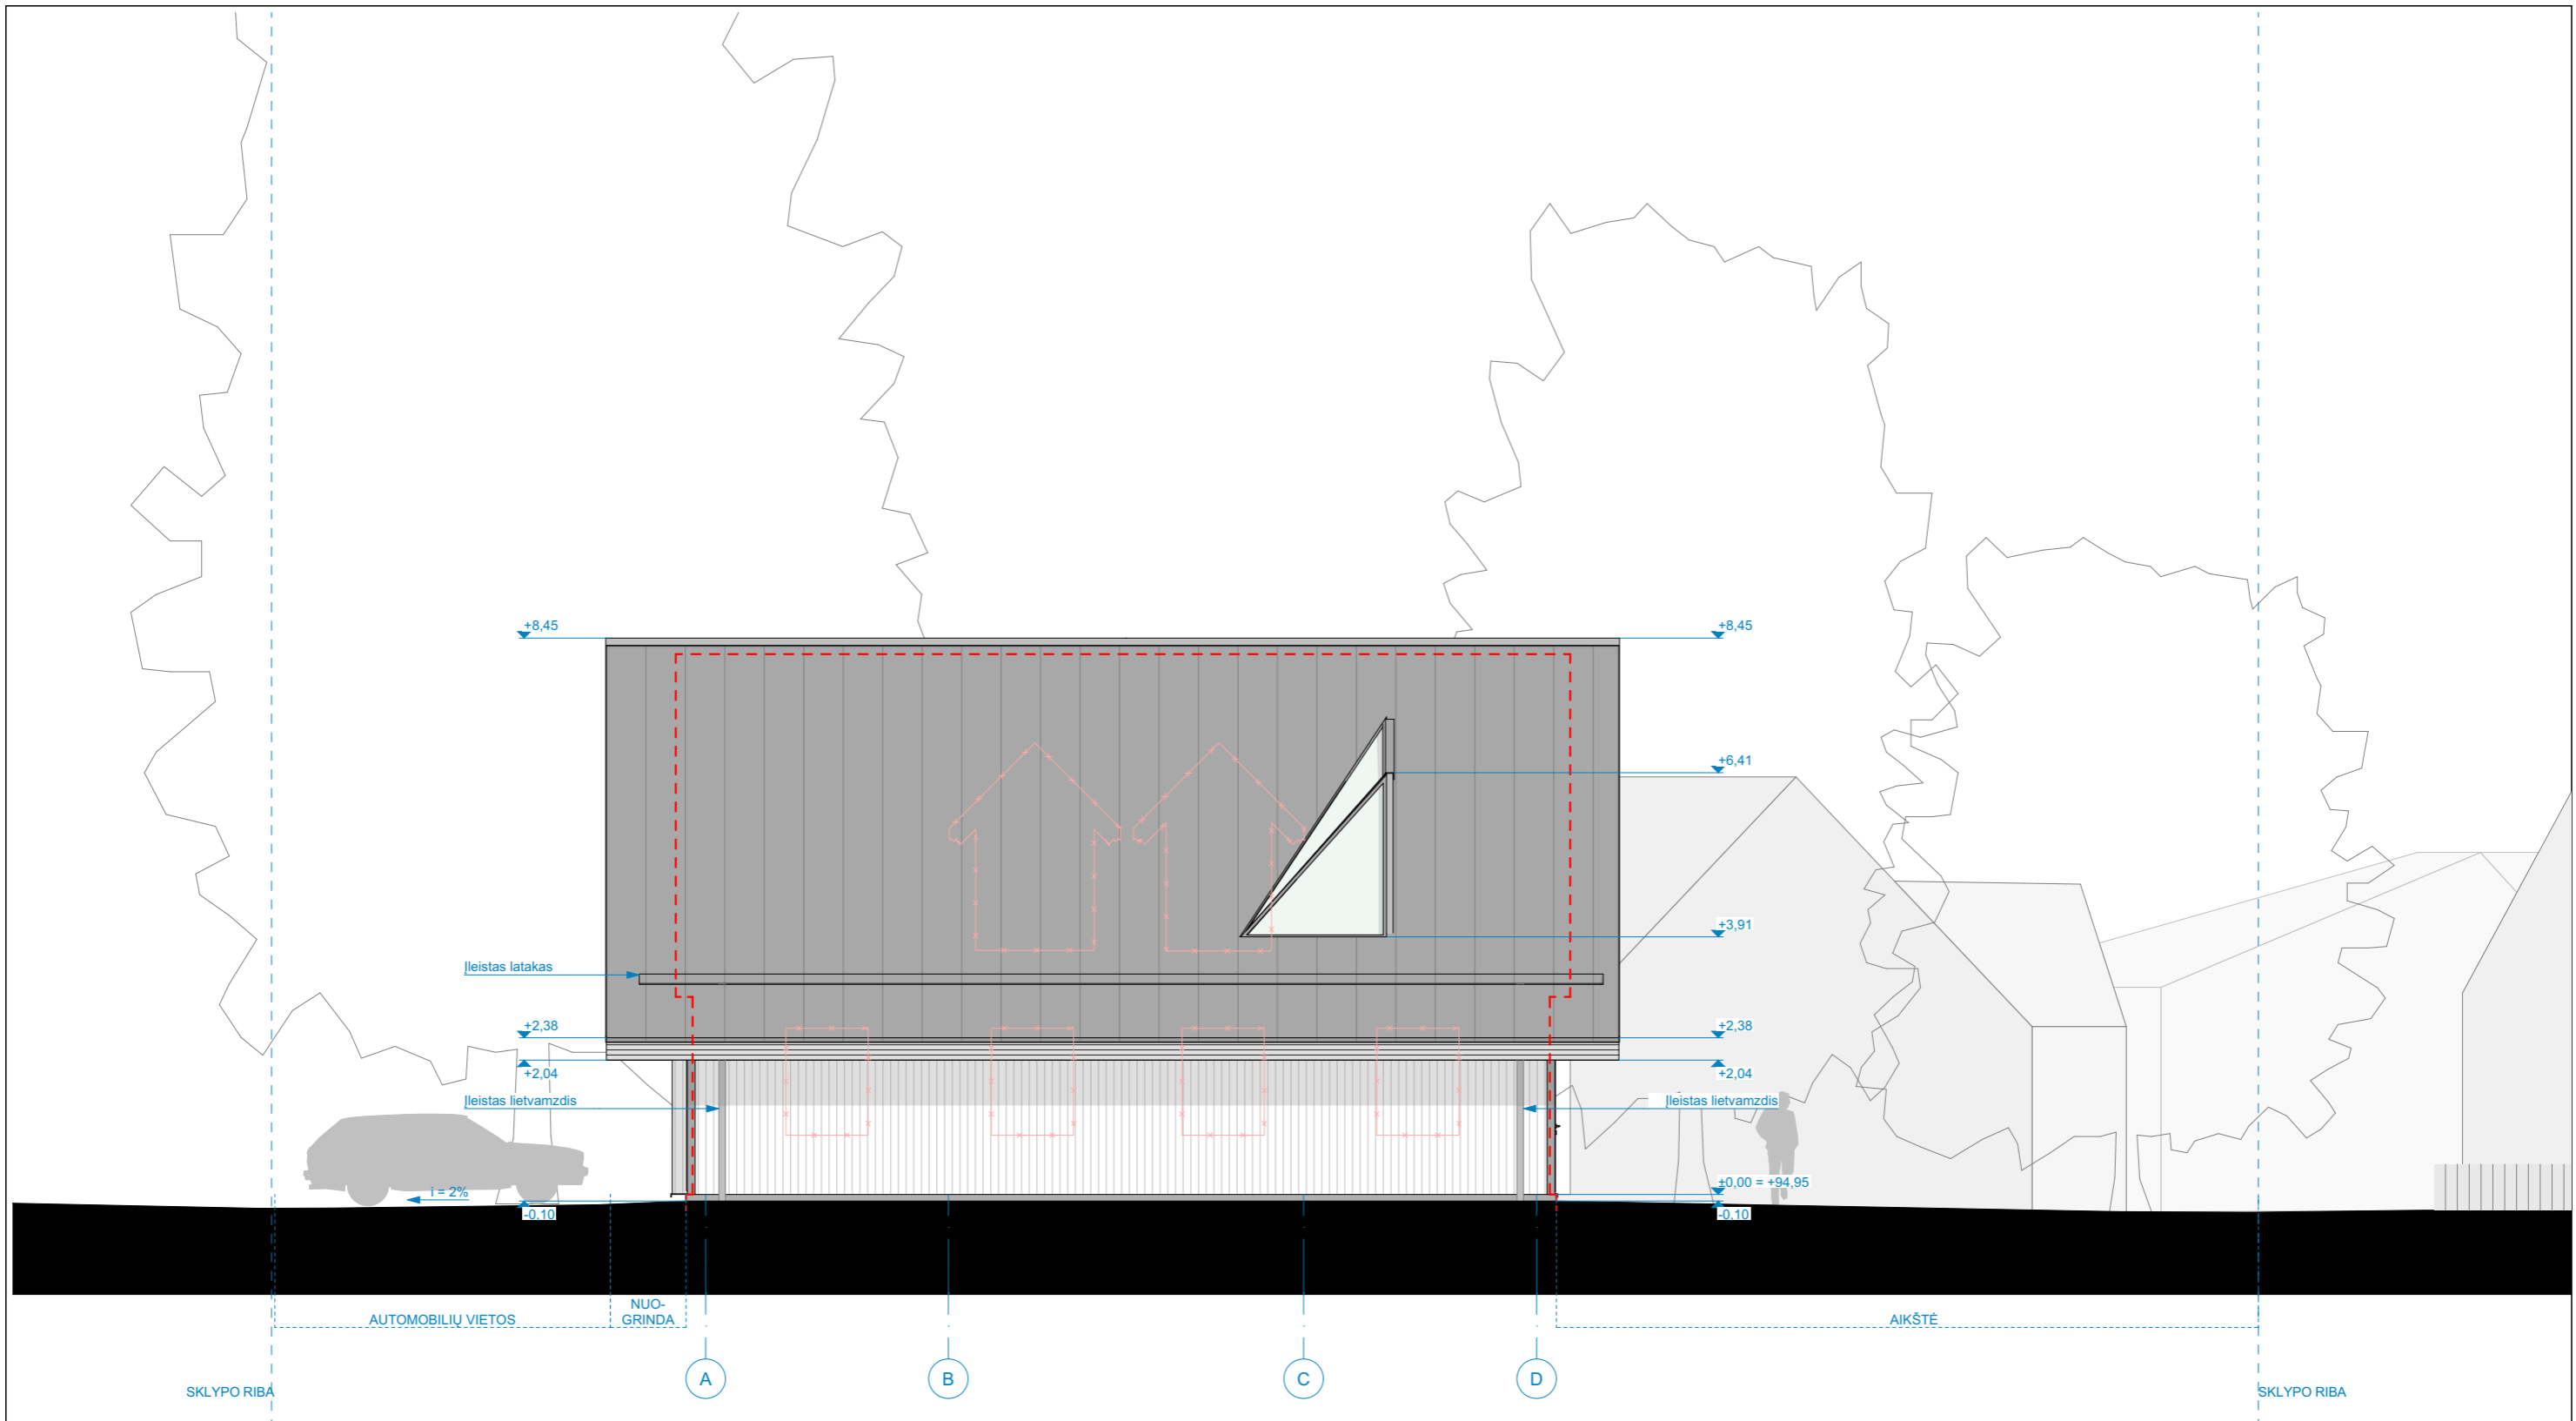 +8,45
+8,45
+6,41
+3,91
Įleistas latakas
+2,38
+2,38
+2,04
+2,04
Įleistas lietvamzdis
Įleistas lietvamzdis
i = 2%
±0,00 = +94,95
-0,10
-0,10
AUTOMOBILIŲ VIETOS
NUO-
GRINDA
AIKŠTĖ
A
B
C
D
SKLYPO RIBA
SKLYPO RIBA